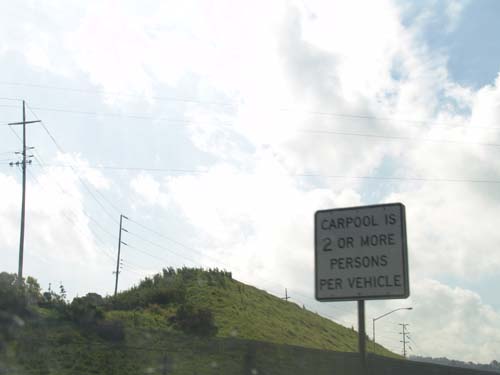 CARPOOL IS
2 OR MORE
PERSONS
PER VEHICLE